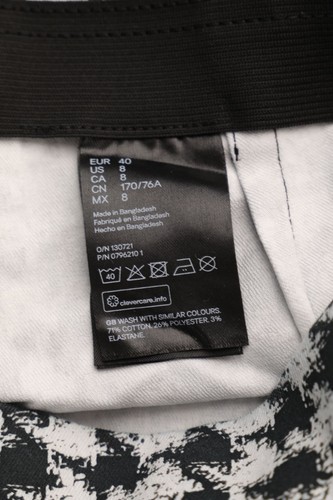 EUR 40
US 8
CA 8
CN 170/76A
MX 8
Made in Bangladesh
Fabriqué en Bangladesh
Hecho en Bangladesh
O/N 130721
P/N 0796210 1
40
clevercare.info
GB WASH WITH SIMILAR COLOURS.
71% COTTON. 26% POLYESTER. 3%
ELASTANE.